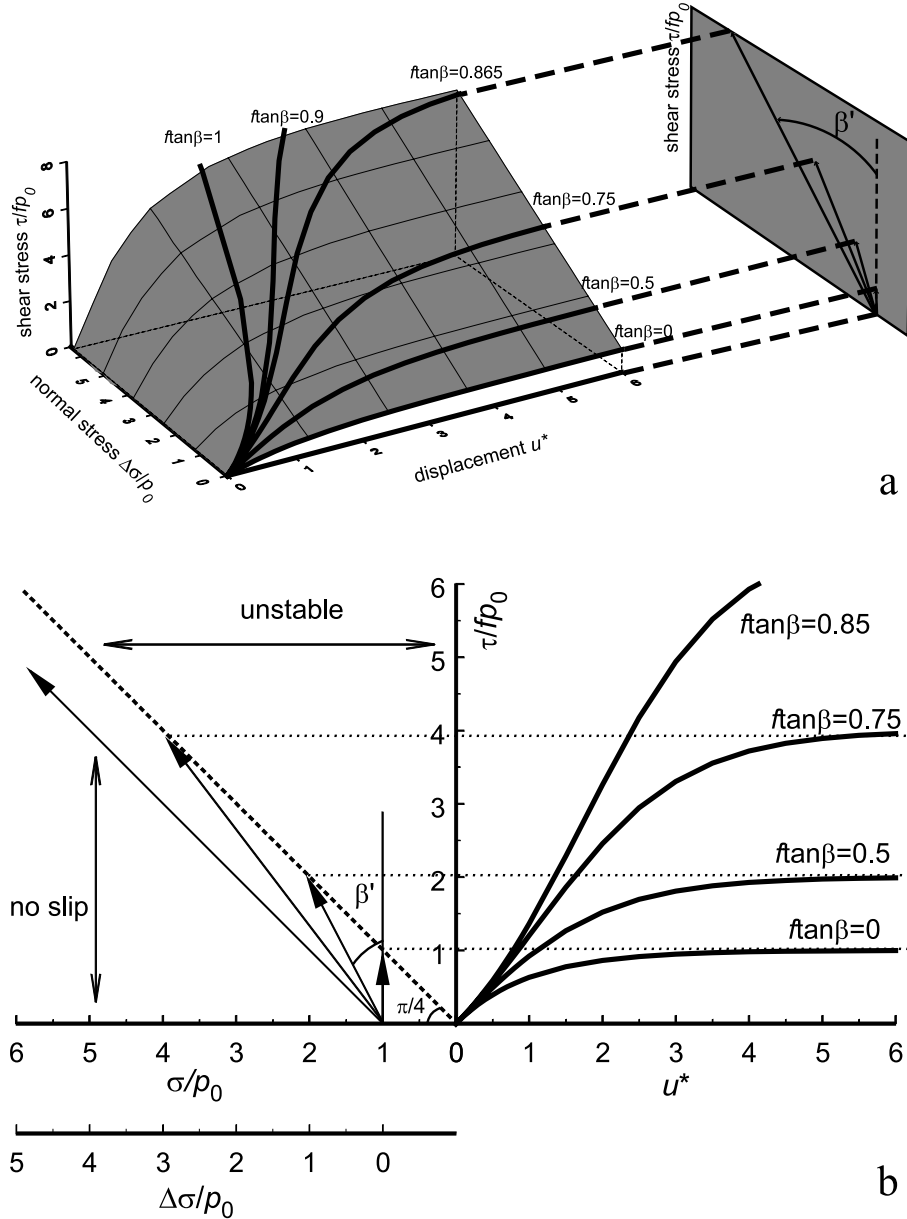 shear stress τ/fp0
ftanβ=0.865
ftanβ=0.9
ftanβ=1
β'
8
6
4
2
0
shear stress τ/fp0
ftanβ=0.75
ftanβ=0.5
ftanβ=0
5
4
3
2
1
0
normal stress Δσ/p0
0
1
2
3
4
5
6
displacement u*
a
unstable
no slip
β'
π/4
τ/fp0
6
5
4
3
2
1
ftanβ=0.85
ftanβ=0.75
ftanβ=0.5
ftanβ=0
6 5 4 3 2 1 0 1 2 3 4 5 6
σ/p0 u*
5 4 3 2 1 0
Δσ/p0
b